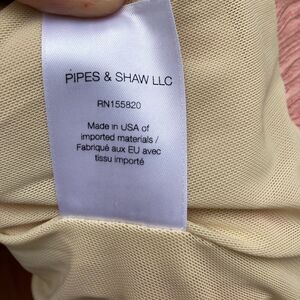 PIPES & SHAW LLC
RN155820
Made in USA of
imported materials /
Fabriqué aux EU avec
tissu importé